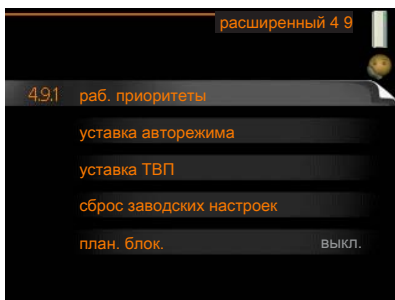 расширенный 4 9
4.9.1 раб. приоритеты
уставка авторежима
уставка ТВП
сброс заводских настроек
план. блок. выкл.